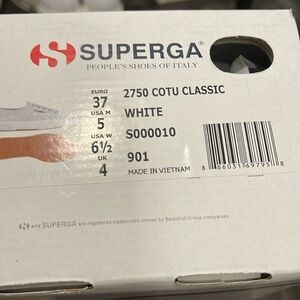 SUPERGA®
PEOPLE'S SHOES OF ITALY
EURO
37
2750 COTU CLASSIC
USA M
5
WHITE
USA W
6½
S000010
UK
4
901
MADE IN VIETNAM
and SUPERGA are registered trademarks owned by BasicNet Group companies